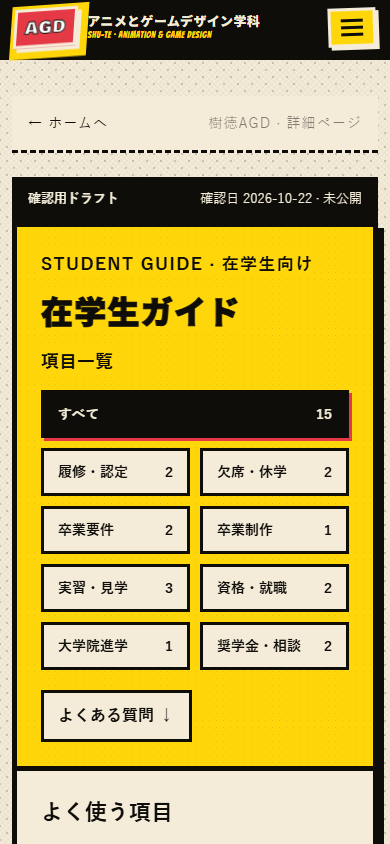 AGD
アニメとゲームデザイン学科
SHU-TE・ANIMATION & GAME DESIGN
← ホームへ
樹徳AGD · 詳細ページ
確認用ドラフト
確認日 2026-10-22 · 未公開
STUDENT GUIDE · 在学生向け
在学生ガイド
項目一覧
すべて 15
履修・認定 2
欠席・休学 2
卒業要件 2
卒業制作 1
実習・見学 3
資格・就職 2
大学院進学 1
奨学金・相談 2
よくある質問 ↓
よく使う項目